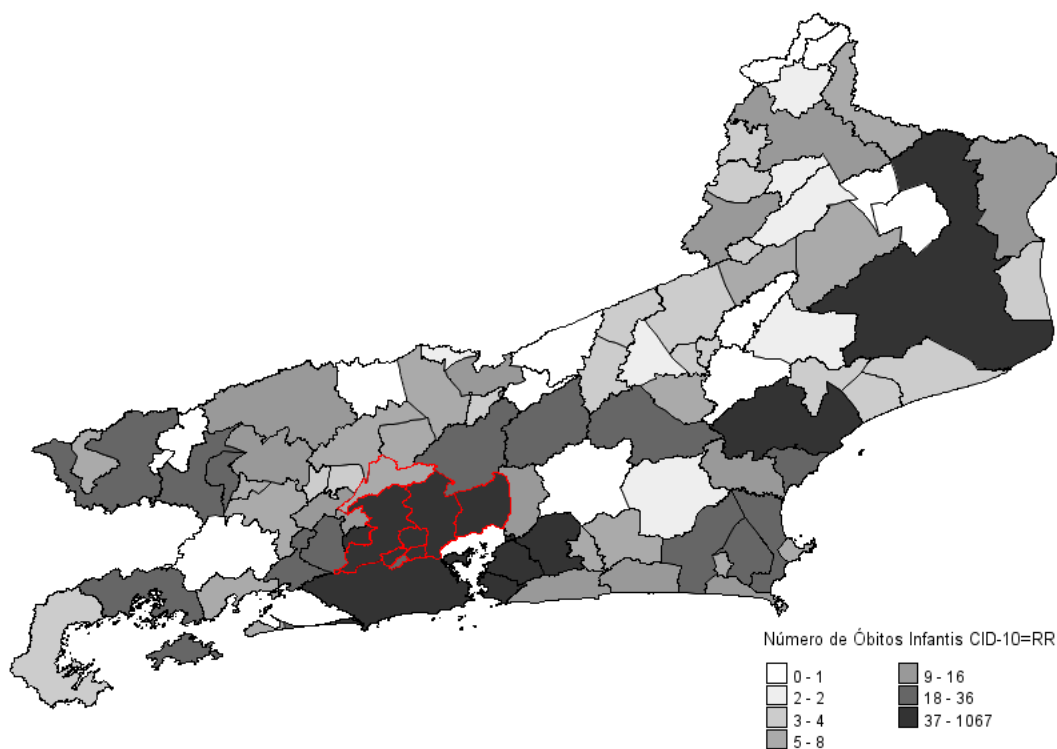 Número de Óbitos Infantis CID-10=RR
0 - 1
2 - 2
3 - 4
5 - 8
9 - 16
18 - 36
37 - 1067